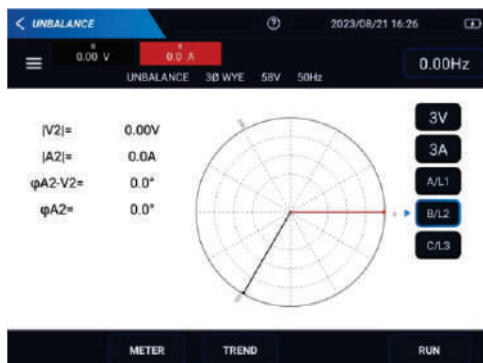 UNBALANCE 2023/08/21 16:26
B B
0.00 V 0.0 A 0.00Hz
UNBALANCE 3Ø WYE 58V 50Hz
|V2|= 0.00V
|A2|= 0.0A
φA2-V2= 0.0°
φA2= 0.0°
3V
3A
A/L1
0 B/L2
C/L3
METER TREND RUN